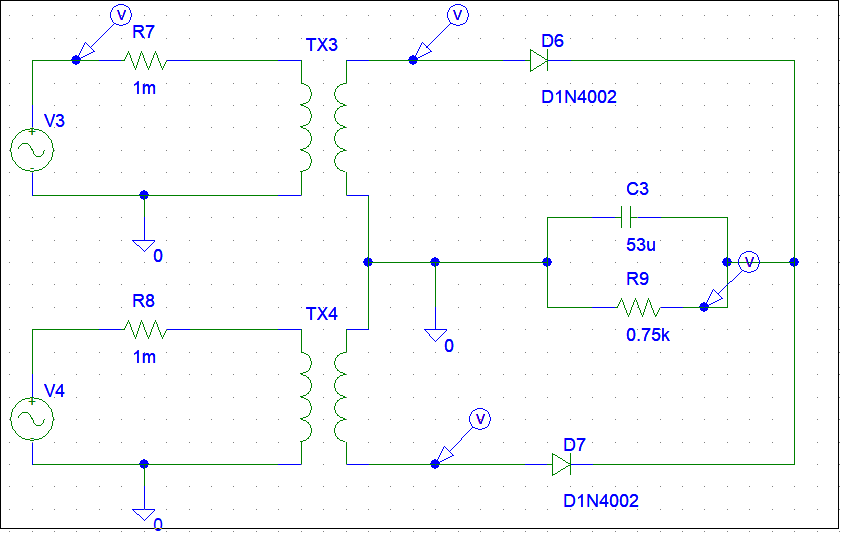 V
V
R7
TX3
D6
1m
D1N4002
V3
C3
0
53u
V
R9
R8
TX4
0
0.75k
1m
V4
V
D7
D1N4002
0